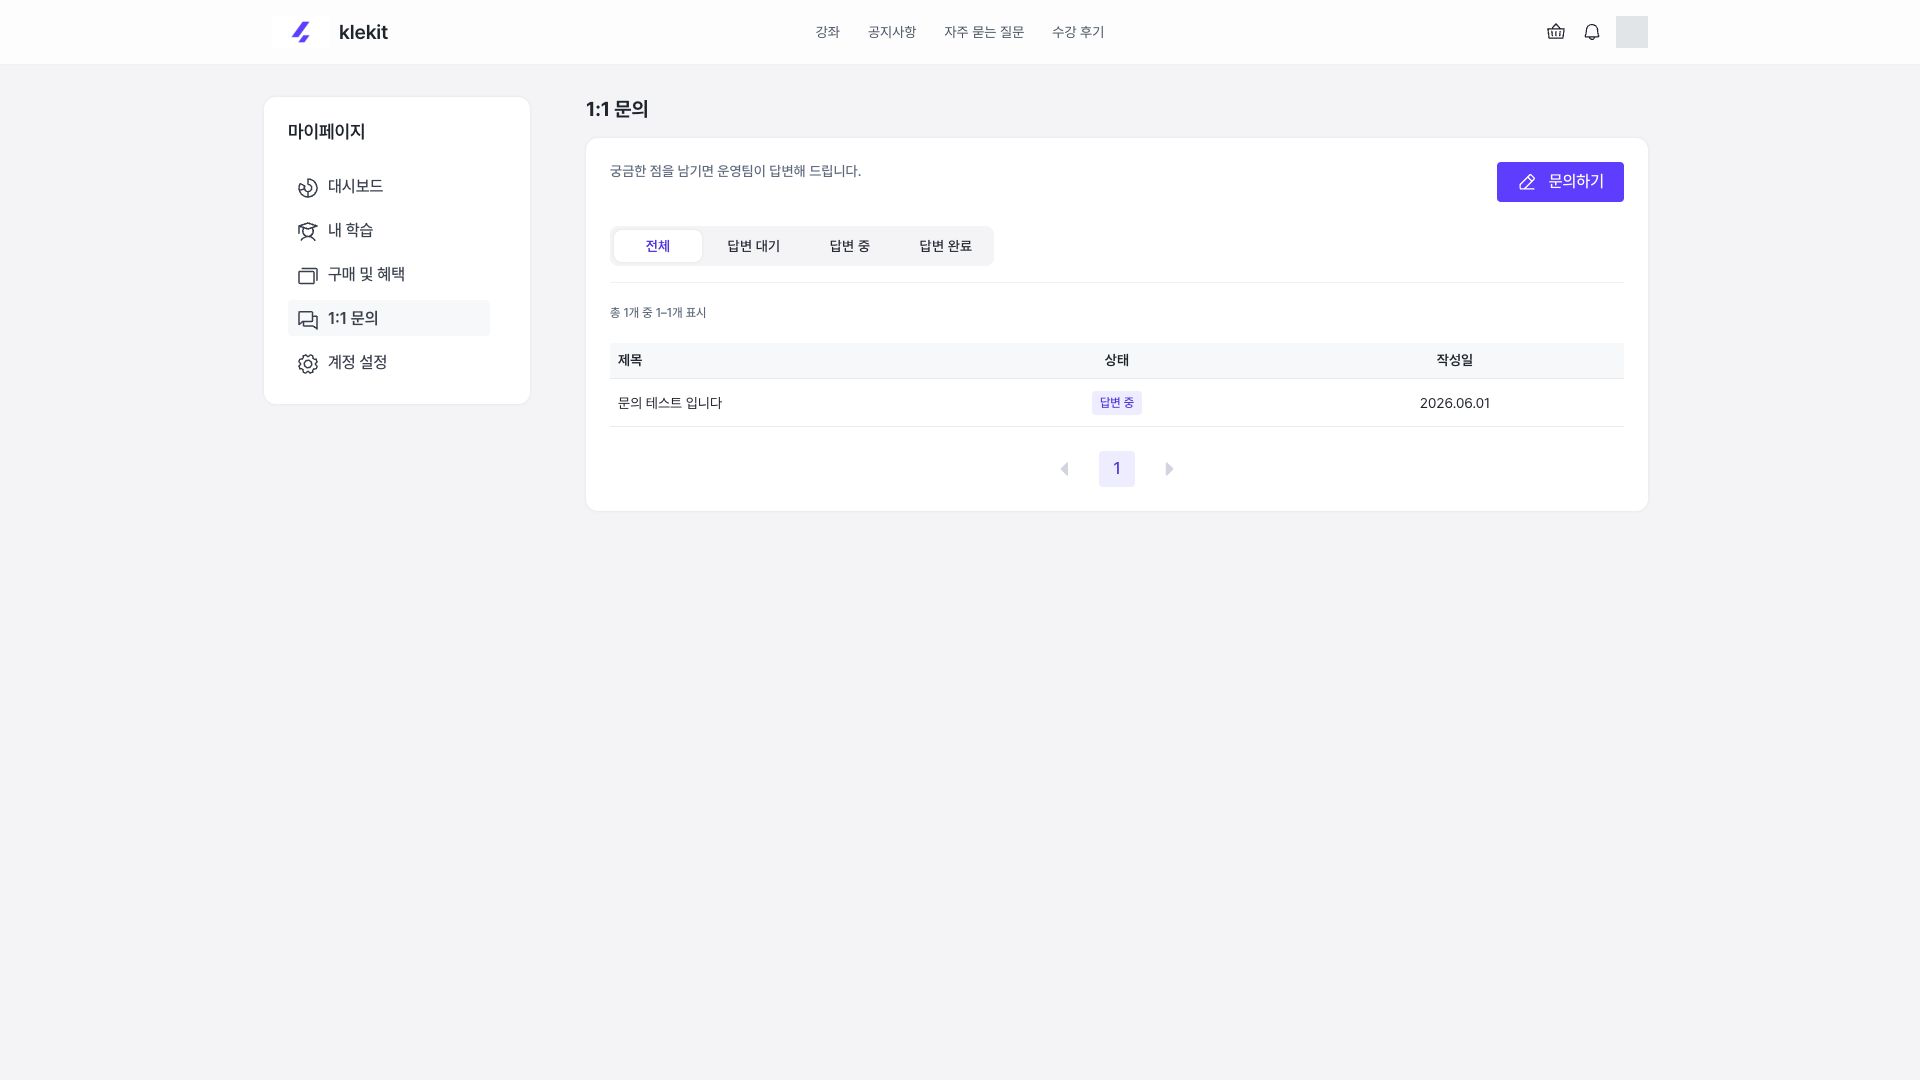 klekit
강좌
공지사항
자주 묻는 질문
수강 후기
마이페이지
대시보드
내 학습
구매 및 혜택
1:1 문의
계정 설정
1:1 문의
궁금한 점을 남기면 운영팀이 답변해 드립니다.
문의하기
전체
답변 대기
답변 중
답변 완료
총 1개 중 1–1개 표시
제목 상태 작성일
문의 테스트 입니다 답변 중 2026.06.01
1